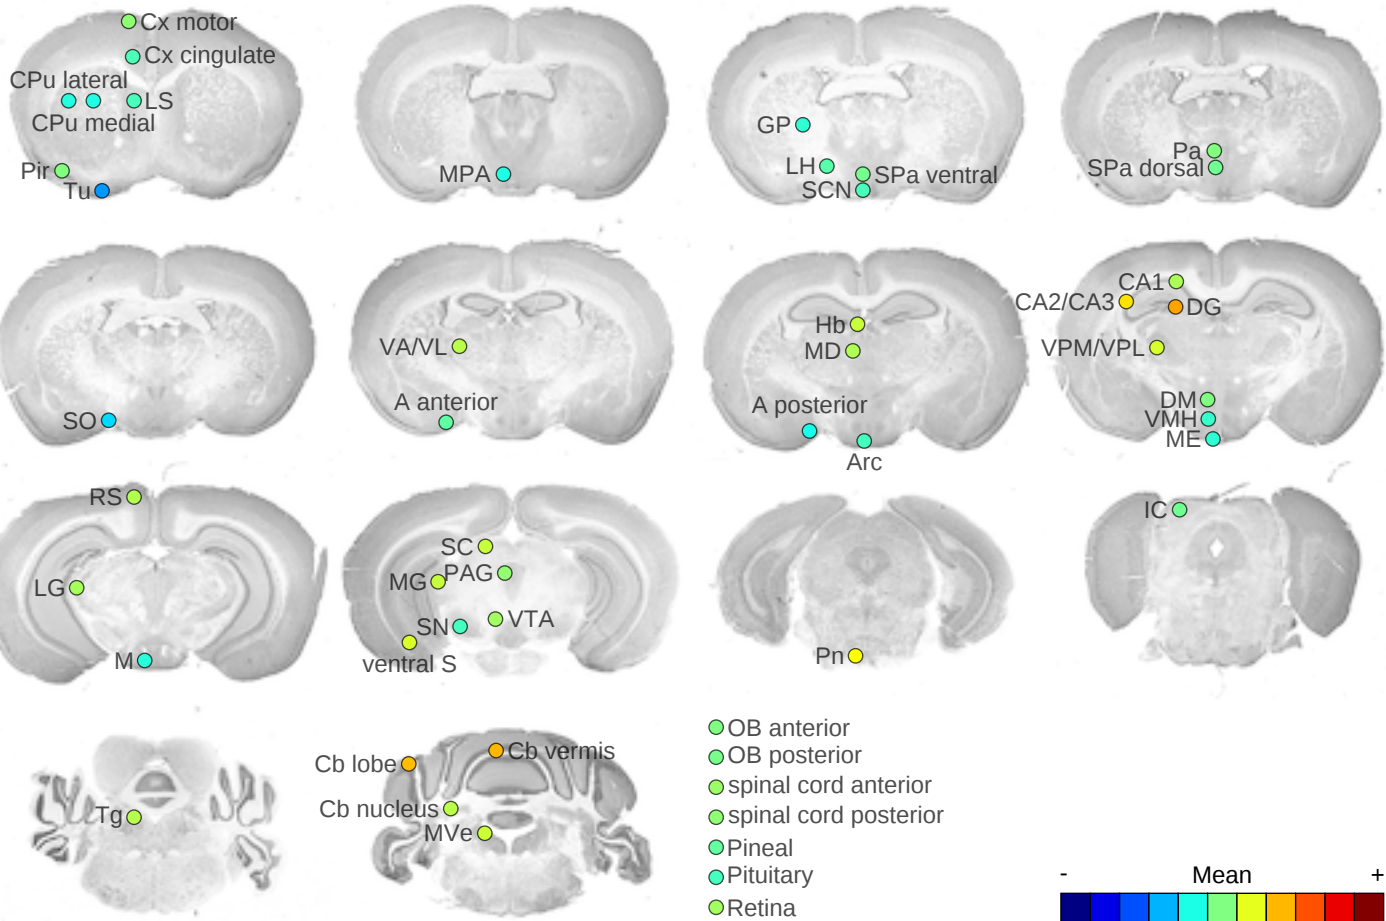 Cx motor
Cx cingulate
CPu lateral
LS
CPu medial
Pir
Tu
MPA
GP
LH
SPa ventral
SCN
Pa
SPa dorsal
SO
VA/VL
A anterior
Hb
MD
A posterior
Arc
CA1
CA2/CA3
DG
VPM/VPL
DM
VMH
ME
RS
LG
M
SC
PAG
MG
VTA
SN
ventral S
Pn
IC
Tg
Cb vermis
Cb lobe
Cb nucleus
MVe
OB anterior
OB posterior
spinal cord anterior
spinal cord posterior
Pineal
Pituitary
Retina
- Mean +